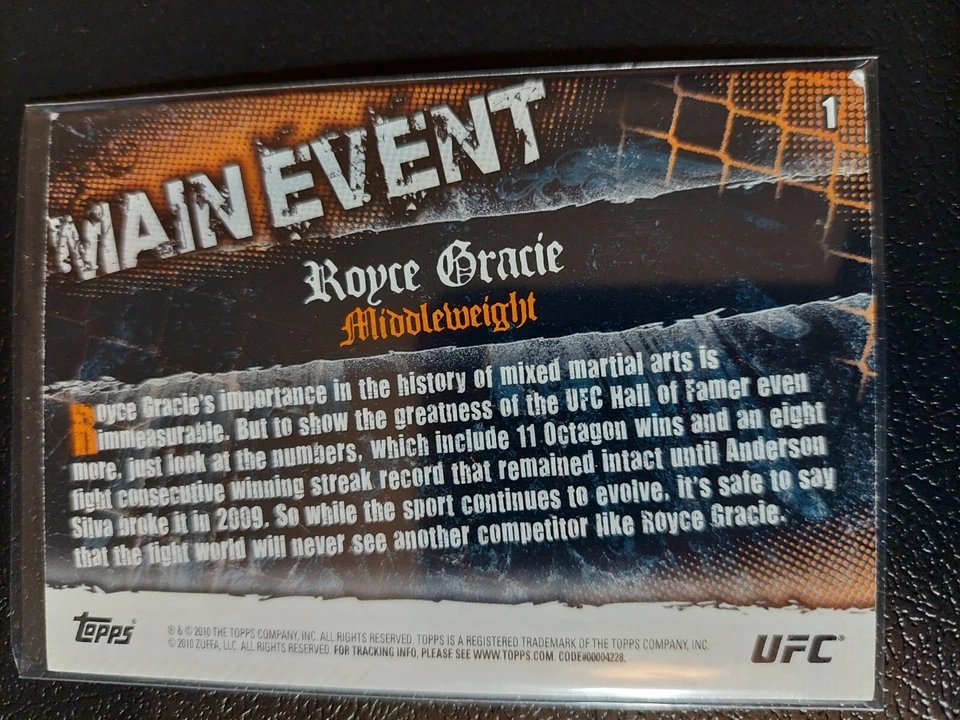 1
MAIN EVENT
Royce Gracie
Middleweight
Royce Gracie's importance in the history of mixed martial arts is
immeasurable. But to show the greatness of the UFC Hall of Famer even
more, just look at the numbers, which include 11 Octagon wins and an eight
fight consecutive winning streak record that remained intact until Anderson
Silva broke it in 2009. So while the sport continues to evolve, it's safe to say
that the fight world will never see another competitor like Royce Gracie.
topps®
® & © 2010 THE TOPPS COMPANY, INC. ALL RIGHTS RESERVED. TOPPS IS A REGISTERED TRADEMARK OF THE TOPPS COMPANY, INC.
© 2010 ZUFFA, LLC. ALL RIGHTS RESERVED. FOR TRACKING INFO, PLEASE SEE WWW.TOPPS.COM. CODE#00004228.
UFC®